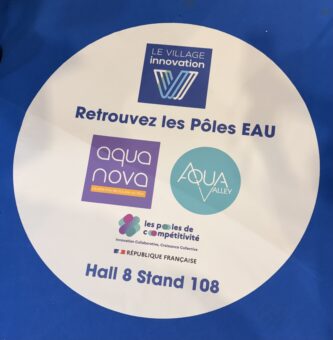 LE VILLAGE
innovation
Retrouvez les Pôles EAU
aqua
nova
AQUA
VALLEY
les pôles de
compétitivité
Innovation Collaborative, Croissance Collective
RÉPUBLIQUE FRANÇAISE
Hall 8 Stand 108